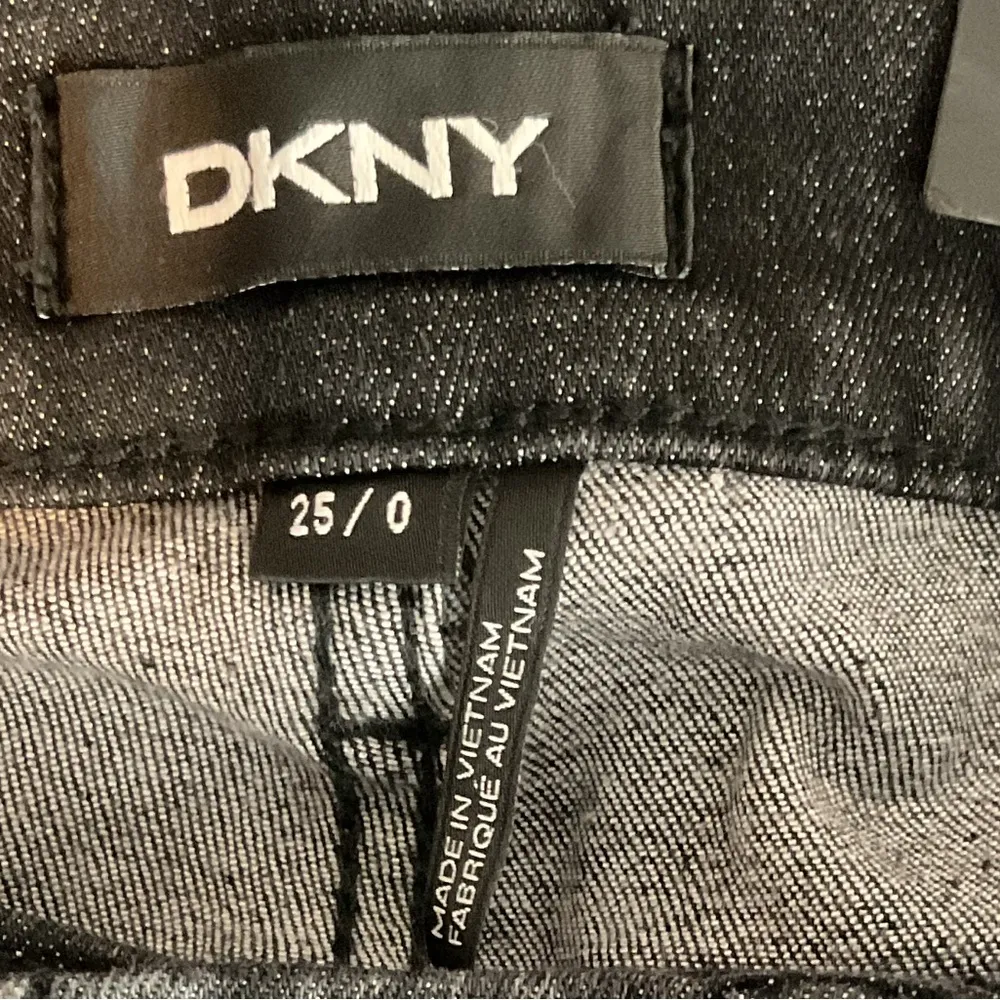 DKNY
25 / 0
MADE IN VIETNAM
FABRIQUÉ AU VIETNAM